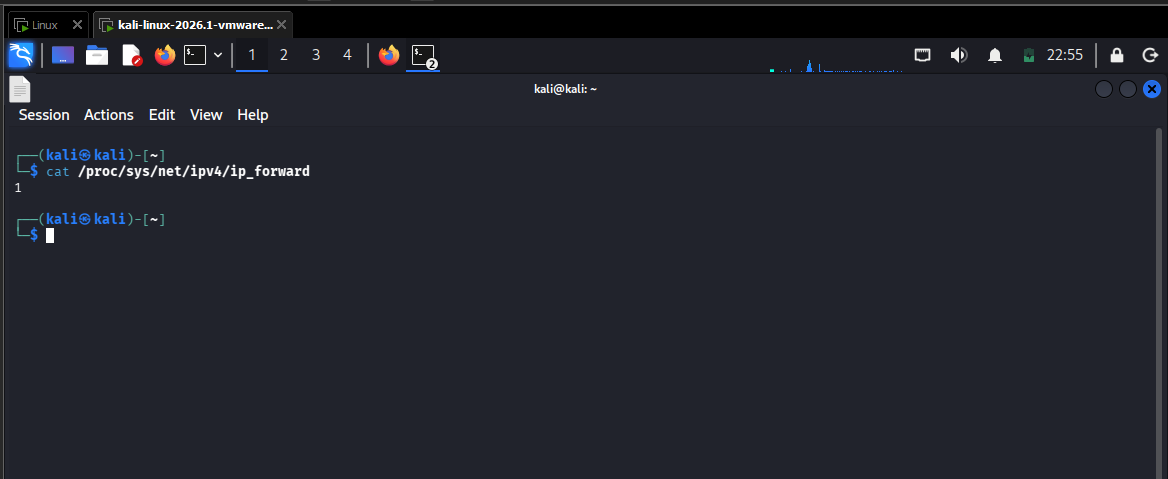 Linux
kali-linux-2026.1-vmware...
1 2 3 4
2
22:55
kali@kali: ~
Session Actions Edit View Help
┌──(kali㉿kali)-[~]
└─$ cat /proc/sys/net/ipv4/ip_forward
1
┌──(kali㉿kali)-[~]
└─$